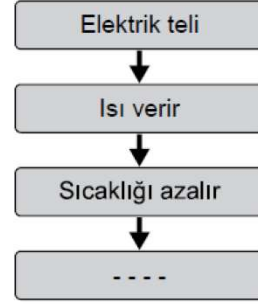 Elektrik teli
Isı verir
Sıcaklığı azalır
- - - -